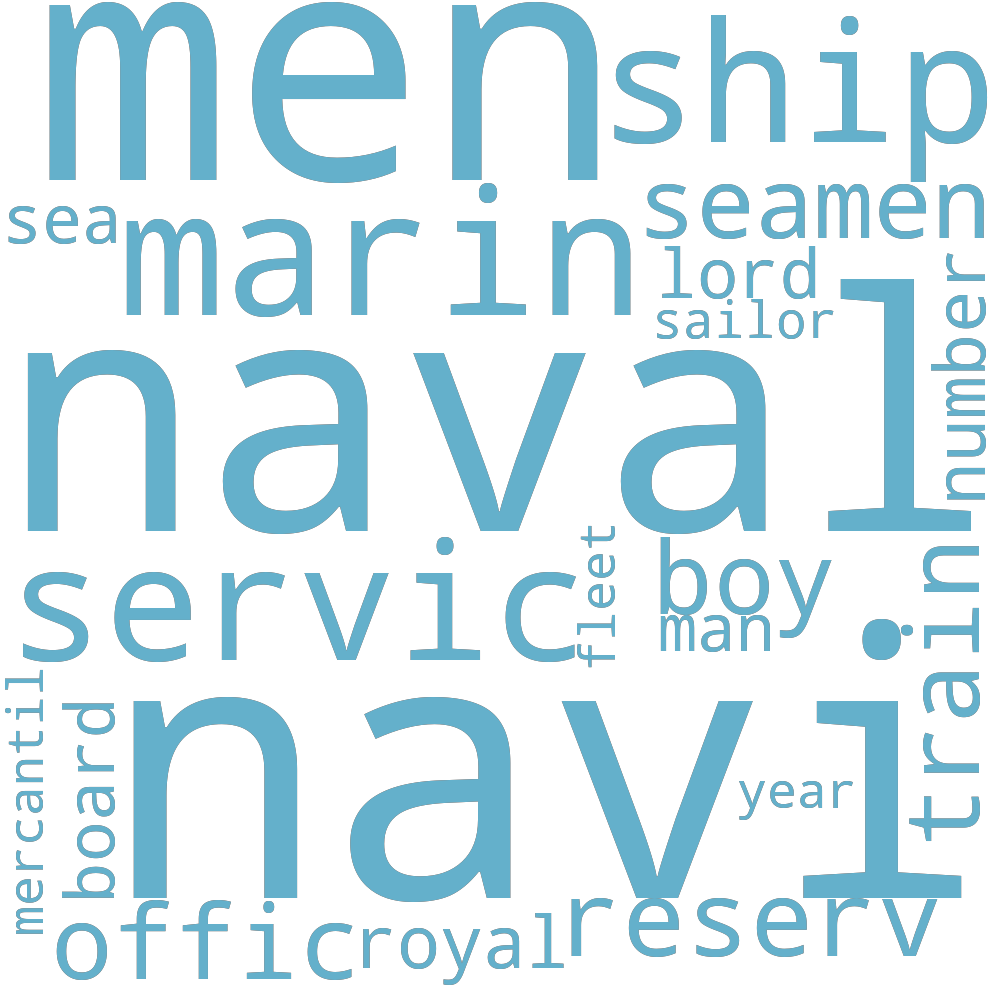 men
ship
sea
marin
seamen
lord
sailor
number
naval
servic
fleet
boy
man
train
mercantil
board
navi
year
offic
royal
reserv